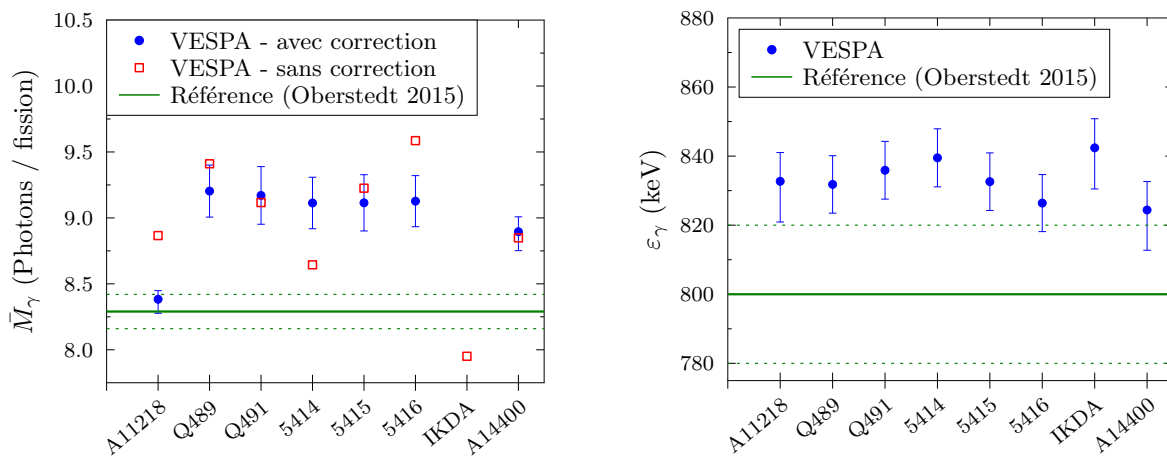 M̄γ (Photons / fission)
10.5
10.0
9.5
9.0
8.5
8.0
VESPA - avec correction
VESPA - sans correction
Référence (Oberstedt 2015)
A11218
Q489
Q491
5414
5415
5416
IKDA
A14400
εγ (keV)
880
860
840
820
800
780
VESPA
Référence (Oberstedt 2015)
A11218
Q489
Q491
5414
5415
5416
IKDA
A14400